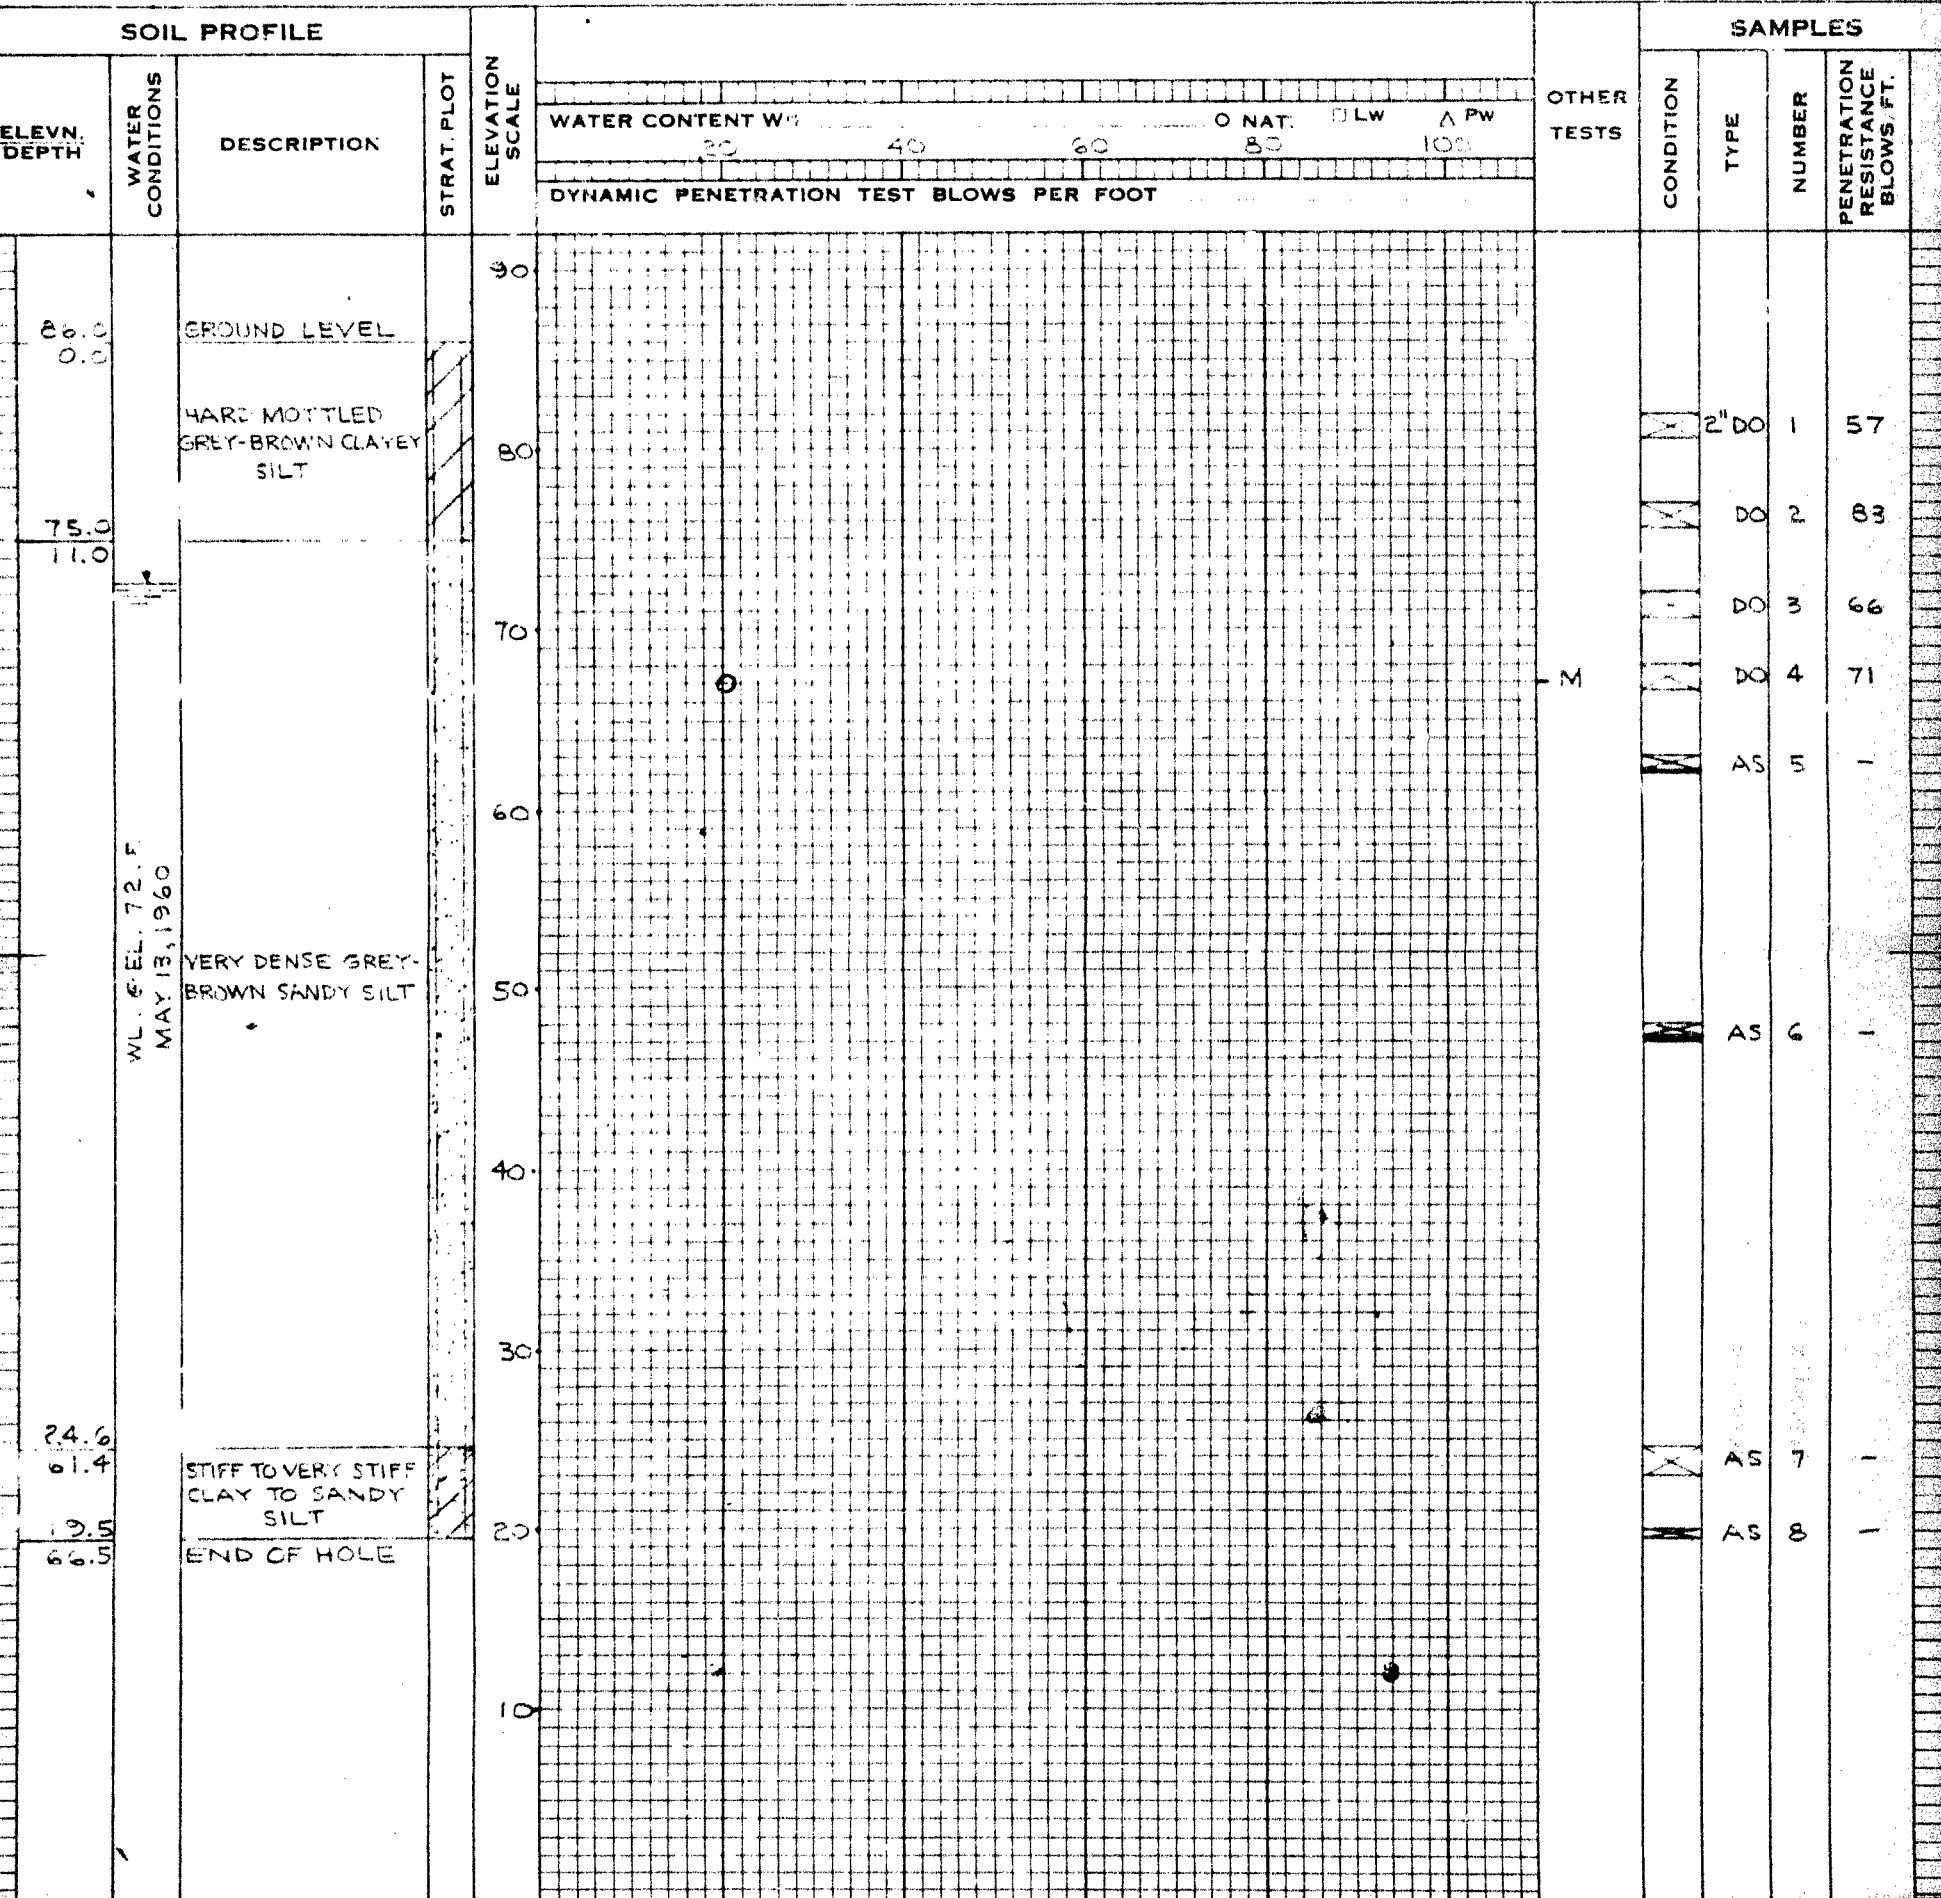 SOIL PROFILE
SAMPLES
ELEVN.
DEPTH
WATER
CONDITIONS
DESCRIPTION
STRAT. PLOT
ELEVATION
SCALE
WATER CONTENT W%
O NAT. □ LW △ PW
20 40 60 80 100
DYNAMIC PENETRATION TEST BLOWS PER FOOT
OTHER
TESTS
CONDITION
TYPE
NUMBER
PENETRATION
RESISTANCE
BLOWS/FT.
90
86.0
0.0
GROUND LEVEL
HARD MOTTLED
GREY-BROWN CLAYEY
SILT
80
2" DO 1 57
75.0
11.0
DO 2 83
DO 3 66
70
M
DO 4 71
AS 5 -
60
WL. @ EL. 72.
MAY. 13, 1960
VERY DENSE GREY-
BROWN SANDY SILT
50
AS 6 -
40
30
24.6
61.4
STIFF TO VERY STIFF
CLAY TO SANDY
SILT
AS 7 -
19.5
66.5
END OF HOLE
20
AS 8 -
10